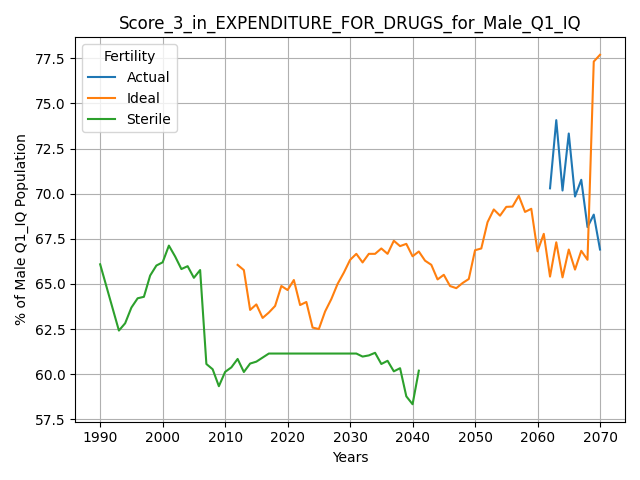 Score_3_in_EXPENDITURE_FOR_DRUGS_for_Male_Q1_IQ
Fertility
Actual
Ideal
Sterile
% of Male Q1_IQ Population
77.5
75.0
72.5
70.0
67.5
65.0
62.5
60.0
57.5
1990 2000 2010 2020 2030 2040 2050 2060 2070
Years